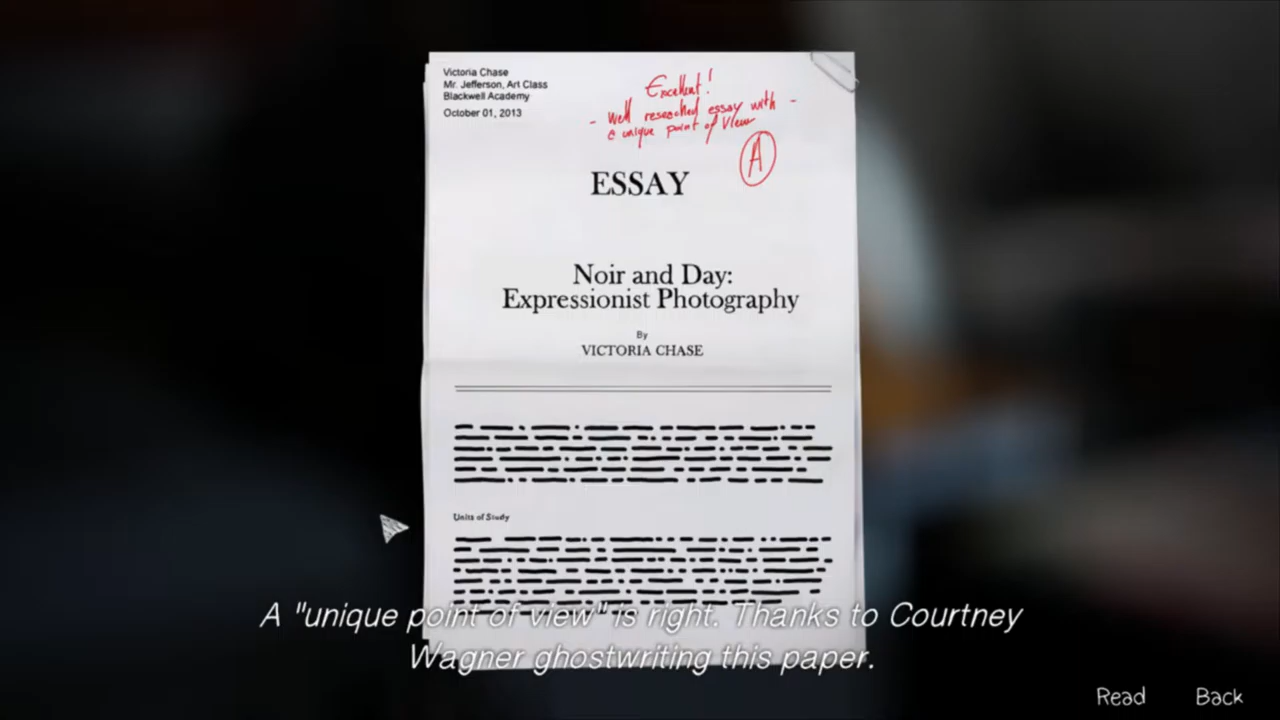 Victoria Chase
Mr. Jefferson, Art Class
Blackwell Academy
October 01, 2013
Excellent!
- Well researched essay with -
a unique point of View
A
ESSAY
Noir and Day:
Expressionist Photography
By
VICTORIA CHASE
Units of Study
A "unique point of view" is right. Thanks to Courtney
Wagner ghostwriting this paper.
Read Back